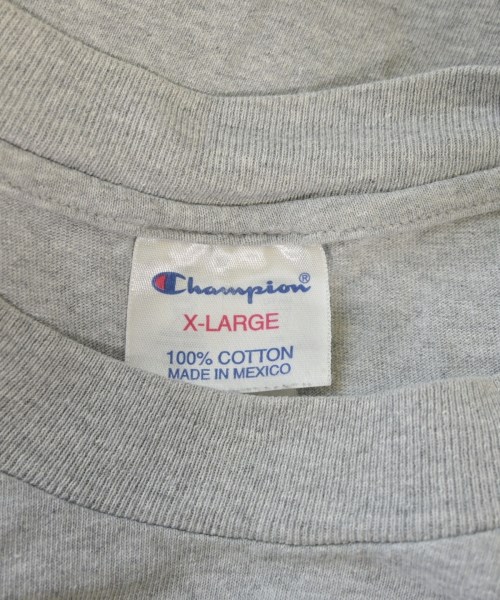 Champion®
X-LARGE
100% COTTON
MADE IN MEXICO